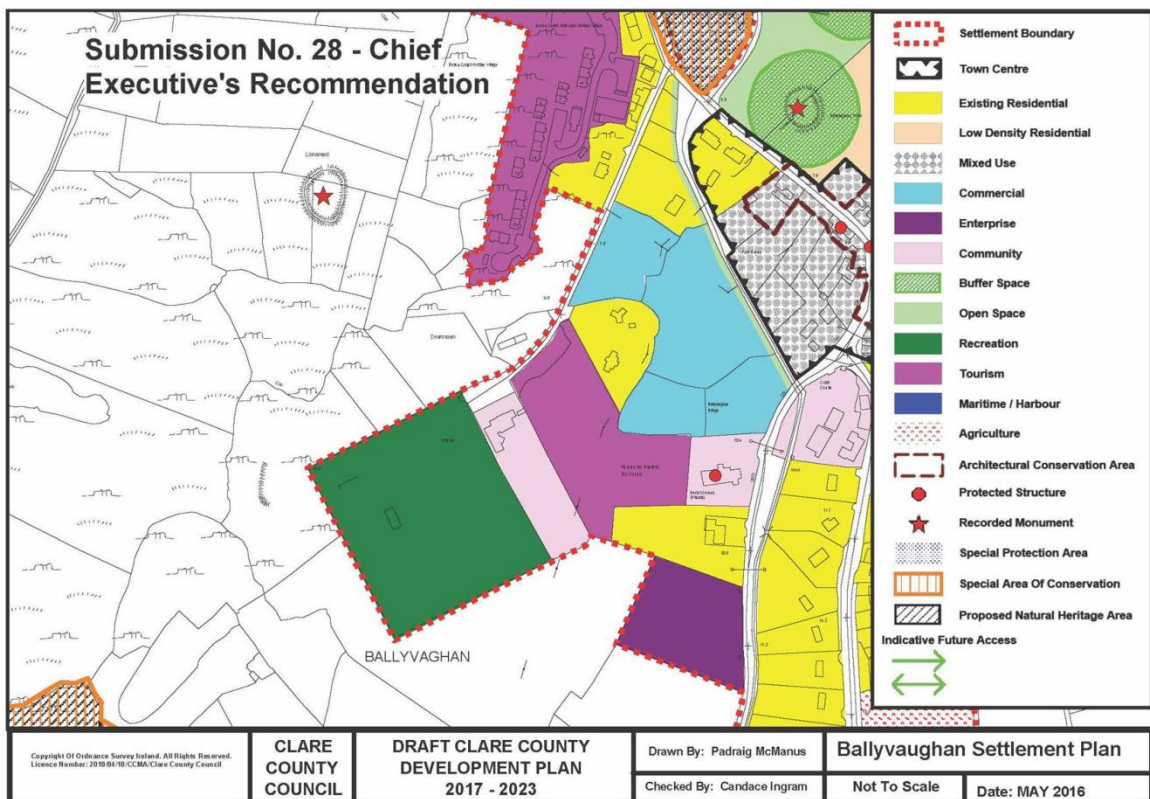 Submission No. 28 - Chief
Executive's Recommendation
Settlement Boundary
Town Centre
Existing Residential
Low Density Residential
Mixed Use
Commercial
Enterprise
Community
Buffer Space
Open Space
Recreation
Tourism
Maritime / Harbour
Agriculture
Architectural Conservation Area
Protected Structure
Recorded Monument
Special Protection Area
Special Area Of Conservation
Proposed Natural Heritage Area
Indicative Future Access
BALLYVAGHAN
Copyright Of Ordnance Survey Ireland. All Rights Reserved.
Licence Number: 2010/04/10/CCMA/Clare County Council
CLARE
COUNTY
COUNCIL
DRAFT CLARE COUNTY
DEVELOPMENT PLAN
2017 - 2023
Drawn By: Padraig McManus
Checked By: Candace Ingram
Ballyvaughan Settlement Plan
Not To Scale
Date: MAY 2016